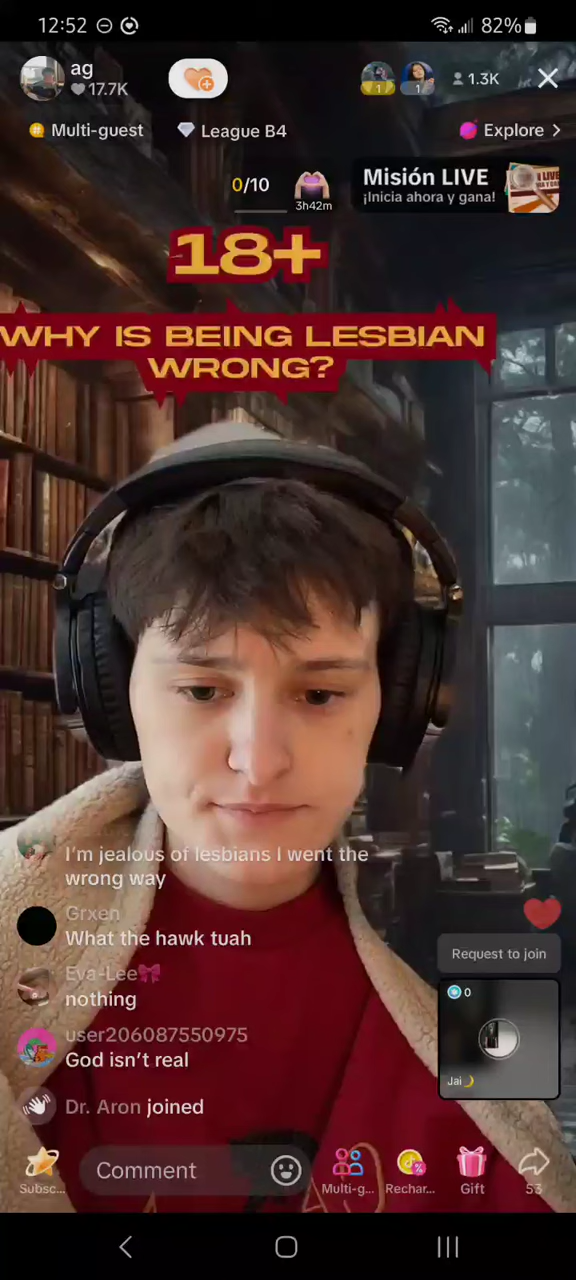 12:52
82%
ag
17.7K
1
1
1.3K
Multi-guest
League B4
Explore
0/10
3h42m
Misión LIVE
¡Inicia ahora y gana!
18+
WHY IS BEING LESBIAN
WRONG?
I'm jealous of lesbians I went the
wrong way
Grxen
What the hawk tuah
Eva-Lee🎀
nothing
user206087550975
God isn't real
Dr. Aron joined
Request to join
0
Jai🌙
Comment
Subsc...
Multi-g...
Rechar...
Gift
53